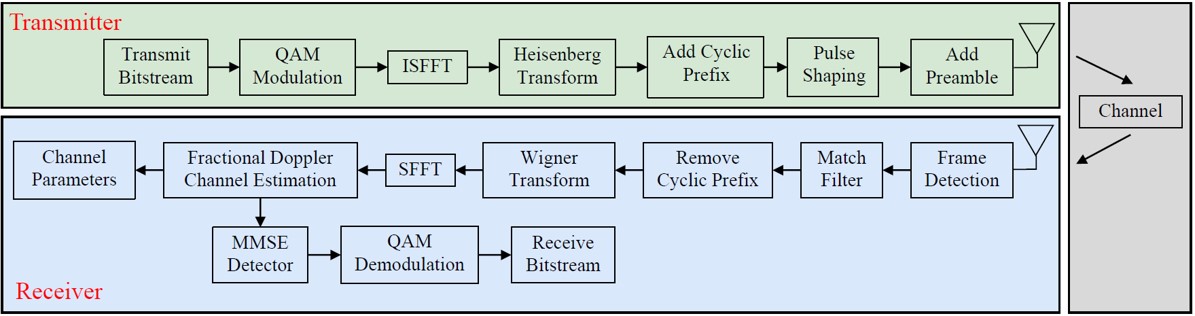 Transmitter
Transmit
Bitstream
QAM
Modulation
ISFFT
Heisenberg
Transform
Add Cyclic
Prefix
Pulse
Shaping
Add
Preamble
Channel
Channel
Parameters
Fractional Doppler
Channel Estimation
SFFT
Wigner
Transform
Remove
Cyclic Prefix
Match
Filter
Frame
Detection
MMSE
Detector
QAM
Demodulation
Receive
Bitstream
Receiver